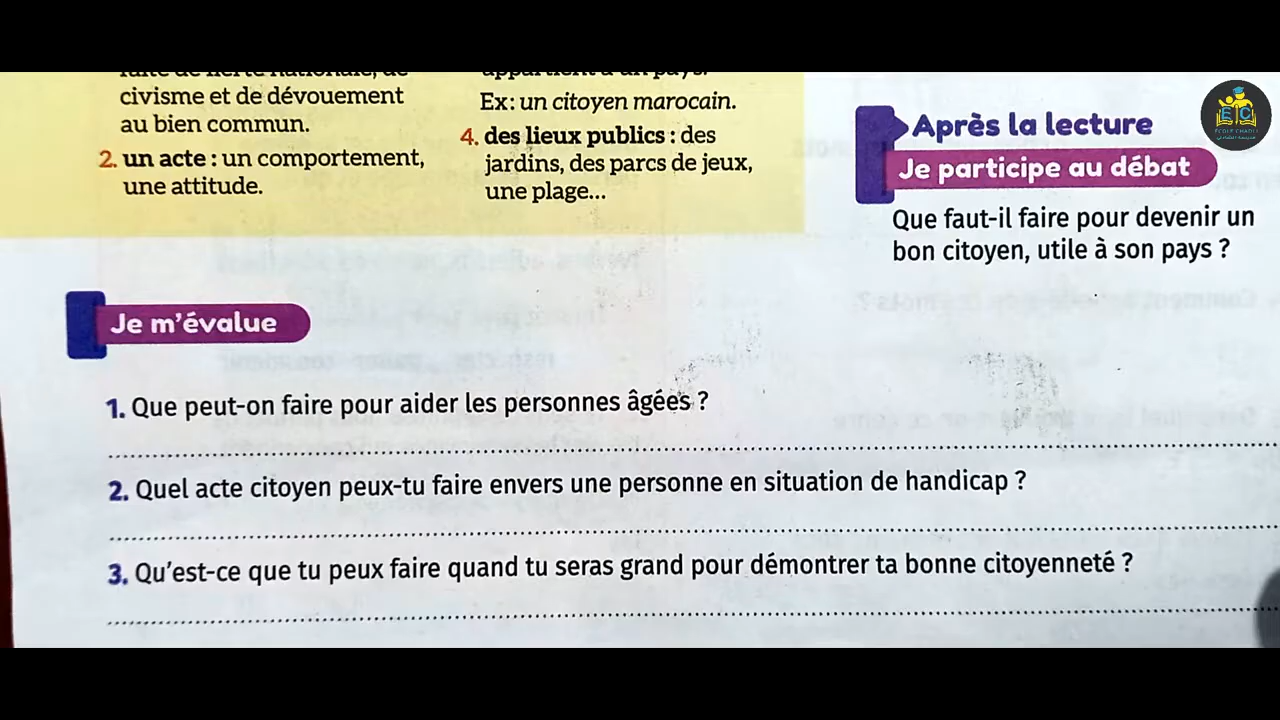 civisme et de dévouement
au bien commun.
2. un acte : un comportement,
une attitude.
Ex : un citoyen marocain.
4. des lieux publics : des
jardins, des parcs de jeux,
une plage...
EC
Après la lecture
Je participe au débat
Que faut-il faire pour devenir un
bon citoyen, utile à son pays ?
Je m'évalue
1. Que peut-on faire pour aider les personnes âgées ?
2. Quel acte citoyen peux-tu faire envers une personne en situation de handicap ?
3. Qu'est-ce que tu peux faire quand tu seras grand pour démontrer ta bonne citoyenneté ?